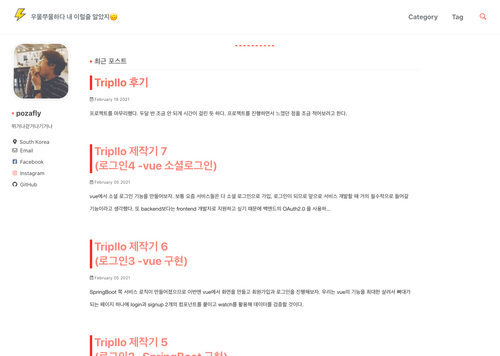 우물쭈물하다 내 이럴줄 알았지
Category
Tag
pozafly
뭐가나간거나기거나
South Korea
Email
Facebook
Instagram
GitHub
최근 포스트
Tripllo 후기
February 19 2021
프로젝트를 마무리했다. 두달 반 조금 안 되게 시간이 걸린 듯 하다. 프로젝트를 진행하면서 느꼈던 점을 조금 적어보려고 한다.
Tripllo 제작기 7
(로그인4 -vue 소셜로그인)
February 05 2021
vue에서 소셜 로그인 기능을 만들어보자. 보통 요즘 서비스들은 다 소셜 로그인으로 가입, 로그인이 되므로 앞으로 서비스 개발할 때 거의 필수적으로 들어갈
기능이라고 생각했다. 또 backend보다는 frontend 개발자로 지원하고 싶기 때문에 백엔드의 OAuth2.0 을 사용하...
Tripllo 제작기 6
(로그인3 -vue 구현)
February 05 2021
SpringBoot 쪽 서비스 로직이 만들어졌으므로 이번엔 vue에서 화면을 만들고 회원가입과 로그인을 진행해보자. 우리는 vue의 기능을 최대한 살려서 뼈대가
되는 페이지 하나에 login과 signup 2개의 컴포넌트를 붙이고 watch를 활용해 데이터를 검증할 것이다.
Tripllo 제작기 5